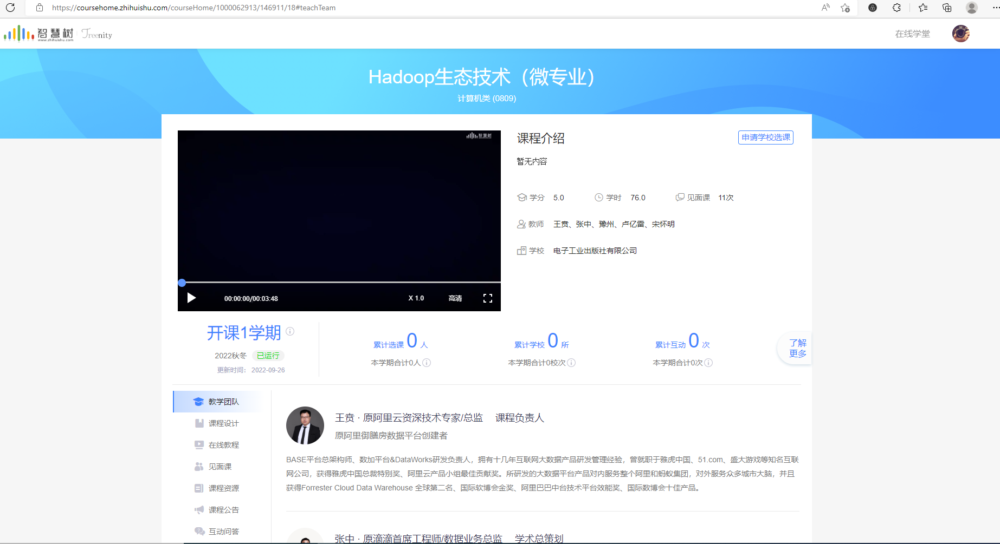 https://coursehome.zhihuishu.com/courseHome/1000062913/146911/18#teachTeam
智慧树
www.zhihuishu.com
Treenity
在线学堂
Hadoop生态技术（微专业）
计算机类 (0809)
智慧树
课程介绍
申请学校选课
暂无内容
学分 5.0 学时 76.0 见面课 11次
教师 王贲、张中、豫州、卢亿雷、宋怀明
学校 电子工业出版社有限公司
00:00:00/00:03:48 X 1.0 高清
开课1学期
2022秋冬 已运行
更新时间： 2022-09-26
累计选课 0 人
本学期合计0人
累计学校 0 所
本学期合计0校次
累计互动 0 次
本学期合计0次
了解
更多
教学团队
课程设计
在线教程
见面课
课程资源
课程公告
互动问答
王贲 · 原阿里云资深技术专家/总监 课程负责人
原阿里御膳房数据平台创建者
BASE平台总架构师、数加平台&DataWorks研发负责人，拥有十几年互联网大数据产品研发管理经验，曾就职于雅虎中国、51.com、盛大游戏等知名互联
网公司，获得雅虎中国总裁特别奖、阿里云产品小组最佳贡献奖。所研发的大数据平台产品对内服务整个阿里和蚂蚁集团，对外服务众多城市大脑，并且
获得Forrester Cloud Data Warehouse 全球第二名、国际软博会金奖、阿里巴巴中台技术平台效能奖、国际数博会十佳产品。
张中 · 原滴滴首席工程师/数据业务总监 学术总策划